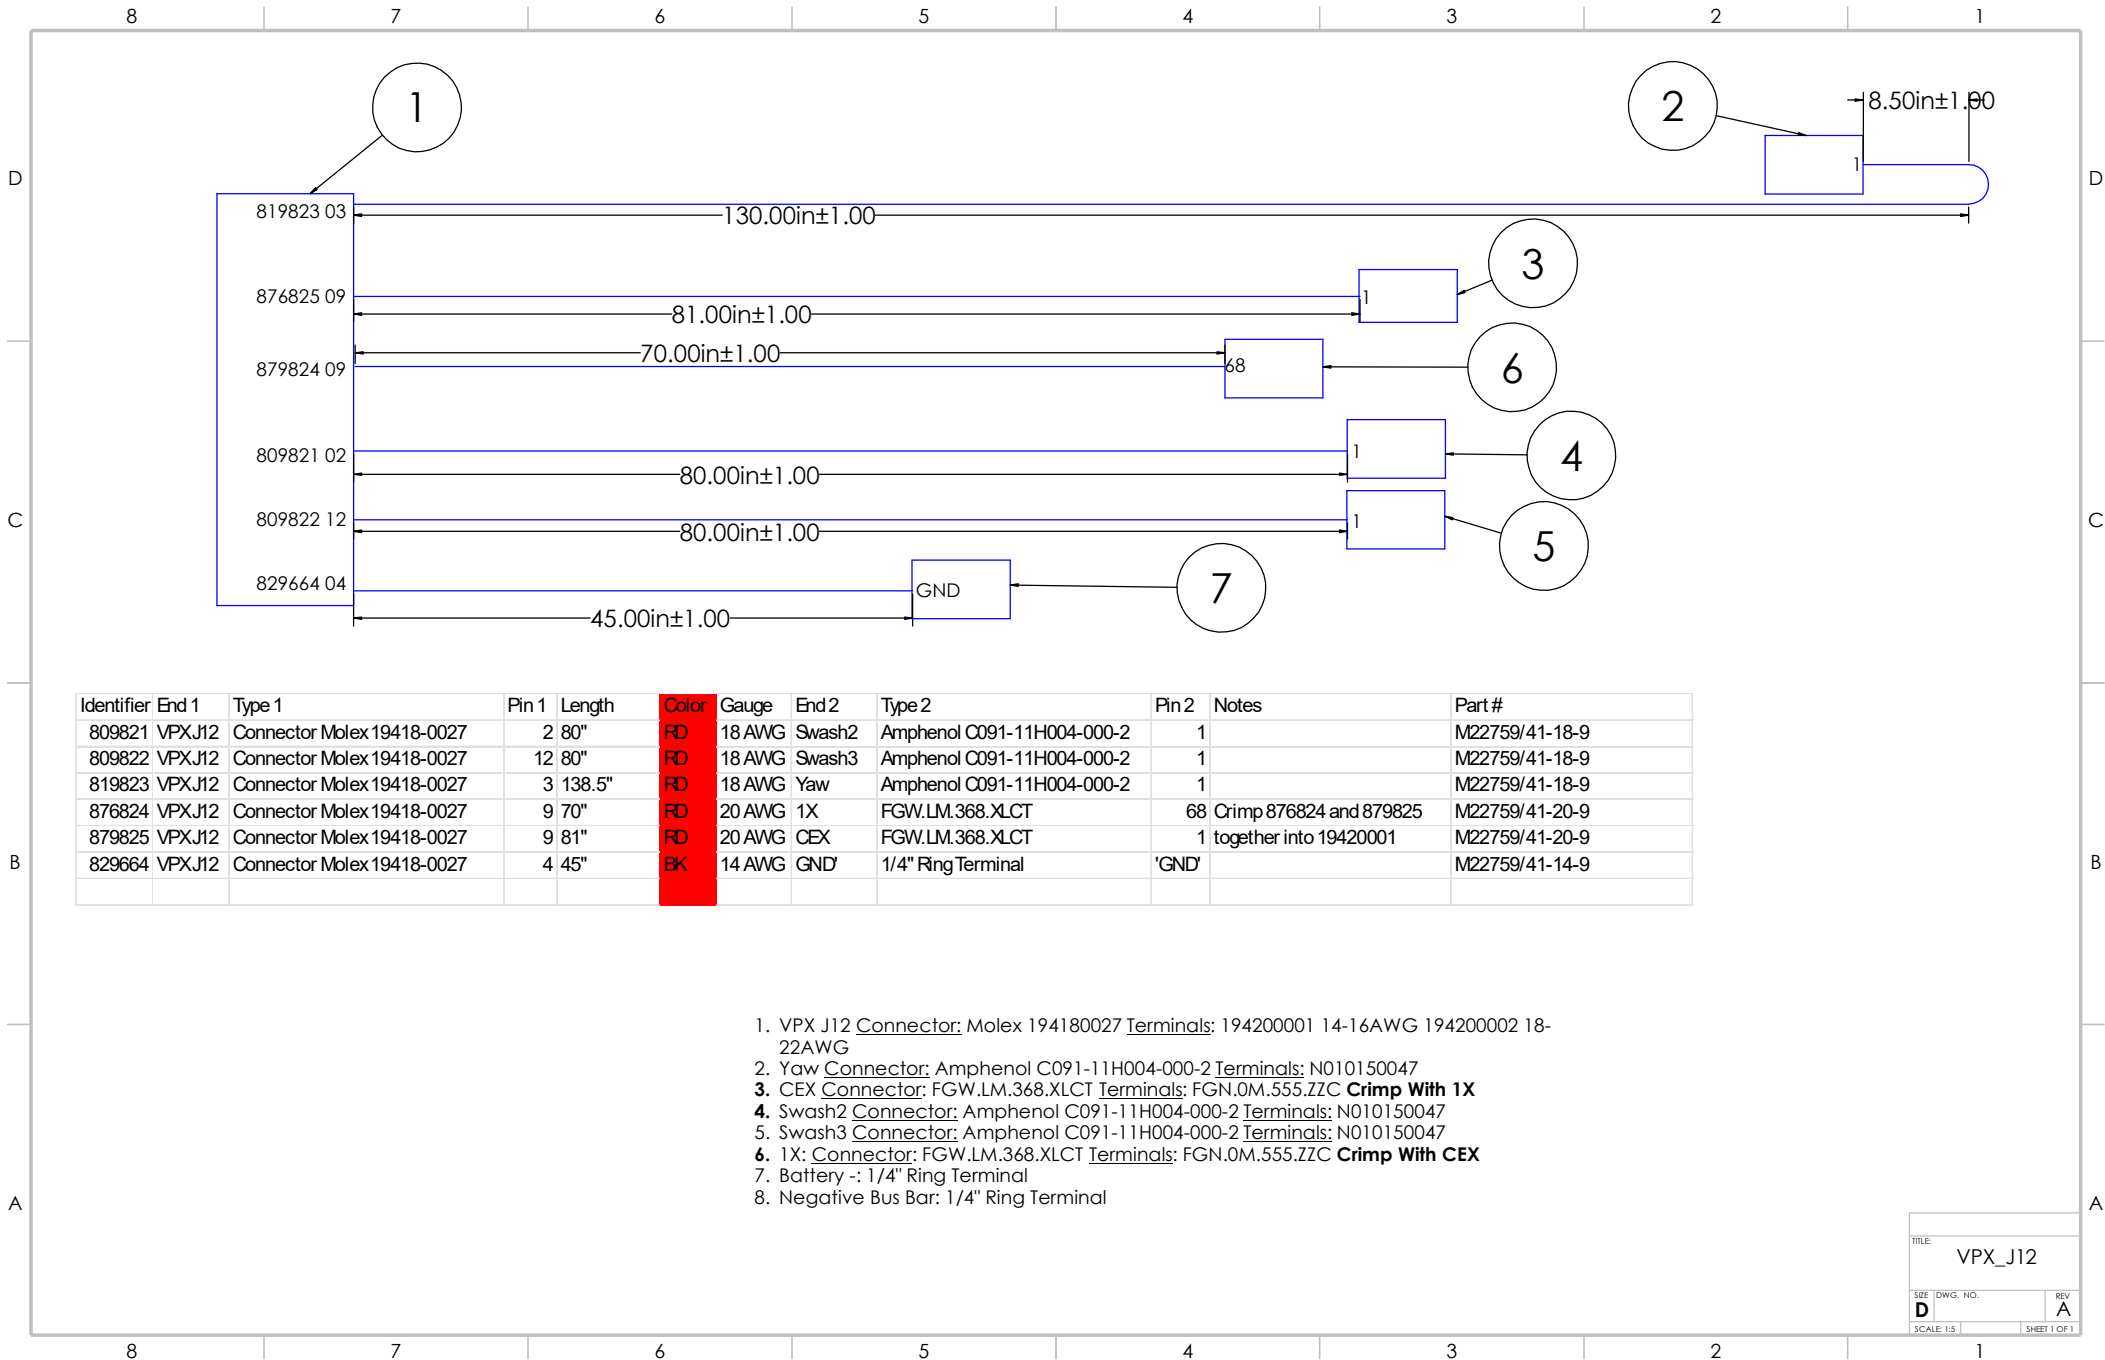 8 7 6 5 4 3 2 1
1
2
8.50in±1.00
D D
1
819823 03
130.00in±1.00
3
876825 09
1
81.00in±1.00
70.00in±1.00
879824 09
68
6
809821 02
1
4
80.00in±1.00
C C
809822 12
1
80.00in±1.00
5
829664 04
GND
7
45.00in±1.00
Identifier End 1 Type 1 Pin 1 Length Color Gauge End 2 Type 2 Pin 2 Notes Part #
809821 VPXJ12 Connector Molex 19418-0027 2 80" RD 18 AWG Swash2 Amphenol C091-11H004-000-2 1 M22759/41-18-9
809822 VPXJ12 Connector Molex 19418-0027 12 80" RD 18 AWG Swash3 Amphenol C091-11H004-000-2 1 M22759/41-18-9
819823 VPXJ12 Connector Molex 19418-0027 3 138.5" RD 18 AWG Yaw Amphenol C091-11H004-000-2 1 M22759/41-18-9
876824 VPXJ12 Connector Molex 19418-0027 9 70" RD 20 AWG 1X FGW.LM.368.XLCT 68 Crimp 876824 and 879825 M22759/41-20-9
879825 VPXJ12 Connector Molex 19418-0027 9 81" RD 20 AWG CEX FGW.LM.368.XLCT 1 together into 19420001 M22759/41-20-9
829664 VPXJ12 Connector Molex 19418-0027 4 45" BK 14 AWG GND' 1/4" Ring Terminal 'GND' M22759/41-14-9
B B
1. VPX J12 Connector: Molex 194180027 Terminals: 194200001 14-16AWG 194200002 18-
22AWG
2. Yaw Connector: Amphenol C091-11H004-000-2 Terminals: N010150047
3. CEX Connector: FGW.LM.368.XLCT Terminals: FGN.0M.555.ZZC Crimp With 1X
4. Swash2 Connector: Amphenol C091-11H004-000-2 Terminals: N010150047
5. Swash3 Connector: Amphenol C091-11H004-000-2 Terminals: N010150047
6. 1X: Connector: FGW.LM.368.XLCT Terminals: FGN.0M.555.ZZC Crimp With CEX
7. Battery -: 1/4" Ring Terminal
8. Negative Bus Bar: 1/4" Ring Terminal
A A
TITLE:
VPX_J12
SIZE DWG. NO. REV
D A
SCALE: 1:5 SHEET 1 OF 1
8 7 6 5 4 3 2 1